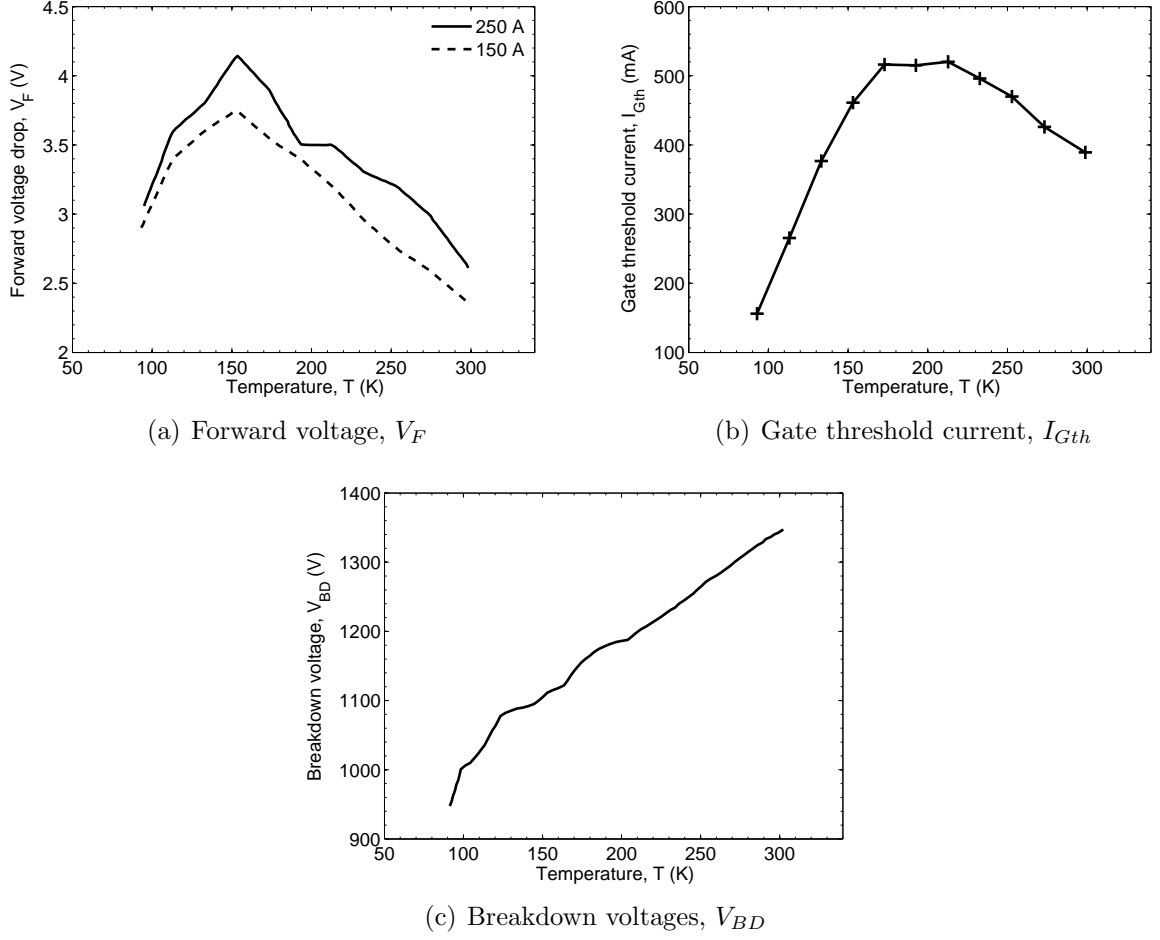 4.5
4
3.5
3
2.5
2
50 100 150 200 250 300
Forward voltage drop, V_F (V)
Temperature, T (K)
250 A
150 A
(a) Forward voltage, V_F
600
500
400
300
200
100
50 100 150 200 250 300
Gate threshold current, I_Gth (mA)
Temperature, T (K)
(b) Gate threshold current, I_Gth
1400
1300
1200
1100
1000
900
50 100 150 200 250 300
Breakdown voltage, V_BD (V)
Temperature, T (K)
(c) Breakdown voltages, V_BD